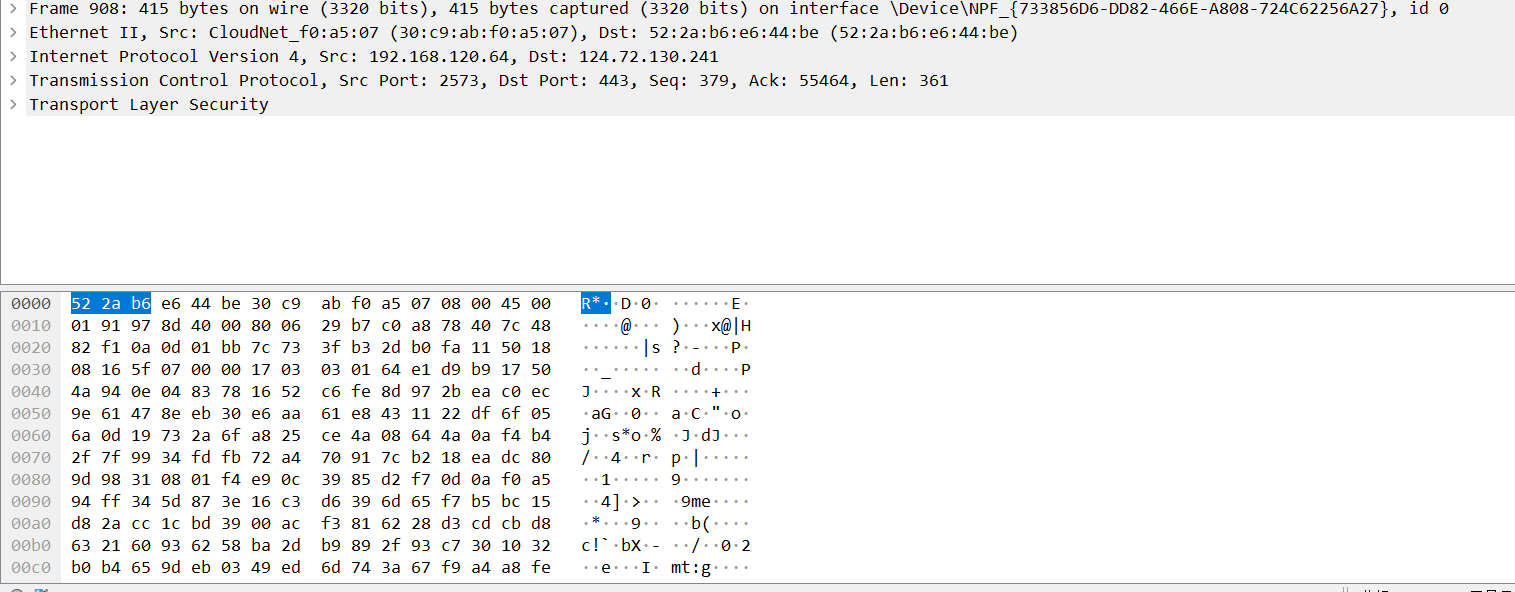 Frame 908: 415 bytes on wire (3320 bits), 415 bytes captured (3320 bits) on interface \Device\NPF_{733856D6-DD82-466E-A808-724C62256A27}, id 0
Ethernet II, Src: CloudNet_f0:a5:07 (30:c9:ab:f0:a5:07), Dst: 52:2a:b6:e6:44:be (52:2a:b6:e6:44:be)
Internet Protocol Version 4, Src: 192.168.120.64, Dst: 124.72.130.241
Transmission Control Protocol, Src Port: 2573, Dst Port: 443, Seq: 379, Ack: 55464, Len: 361
Transport Layer Security
0000 52 2a b6 e6 44 be 30 c9 ab f0 a5 07 08 00 45 00 R*··D·0· ······E·
0010 01 91 97 8d 40 00 80 06 29 b7 c0 a8 78 40 7c 48 ····@··· )···x@|H
0020 82 f1 0a 0d 01 bb 7c 73 3f b3 2d b0 fa 11 50 18 ······|s ?·-···P·
0030 08 16 5f 07 00 00 17 03 03 01 64 e1 d9 b9 17 50 ··_····· ··d····P
0040 4a 94 0e 04 83 78 16 52 c6 fe 8d 97 2b ea c0 ec J····x·R ····+···
0050 9e 61 47 8e eb 30 e6 aa 61 e8 43 11 22 df 6f 05 ·aG··0·· a·C·"·o·
0060 6a 0d 19 73 2a 6f a8 25 ce 4a 08 64 4a 0a f4 b4 j··s*o·% ·J·dJ···
0070 2f 7f 99 34 fd fb 72 a4 70 91 7c b2 18 ea dc 80 /··4··r· p·|·····
0080 9d 98 31 08 01 f4 e9 0c 39 85 d2 f7 0d 0a f0 a5 ··1····· 9·······
0090 94 ff 34 5d 87 3e 16 c3 d6 39 6d 65 f7 b5 bc 15 ··4]·>·· ·9me····
00a0 d8 2a cc 1c bd 39 00 ac f3 81 62 28 d3 cd cb d8 ·*···9·· ··b(····
00b0 63 21 60 93 62 58 ba 2d b9 89 2f 93 c7 30 10 32 c!`·bX·- ··/··0·2
00c0 b0 b4 65 9d eb 03 49 ed 6d 74 3a 67 f9 a4 a8 fe ··e···I· mt:g····